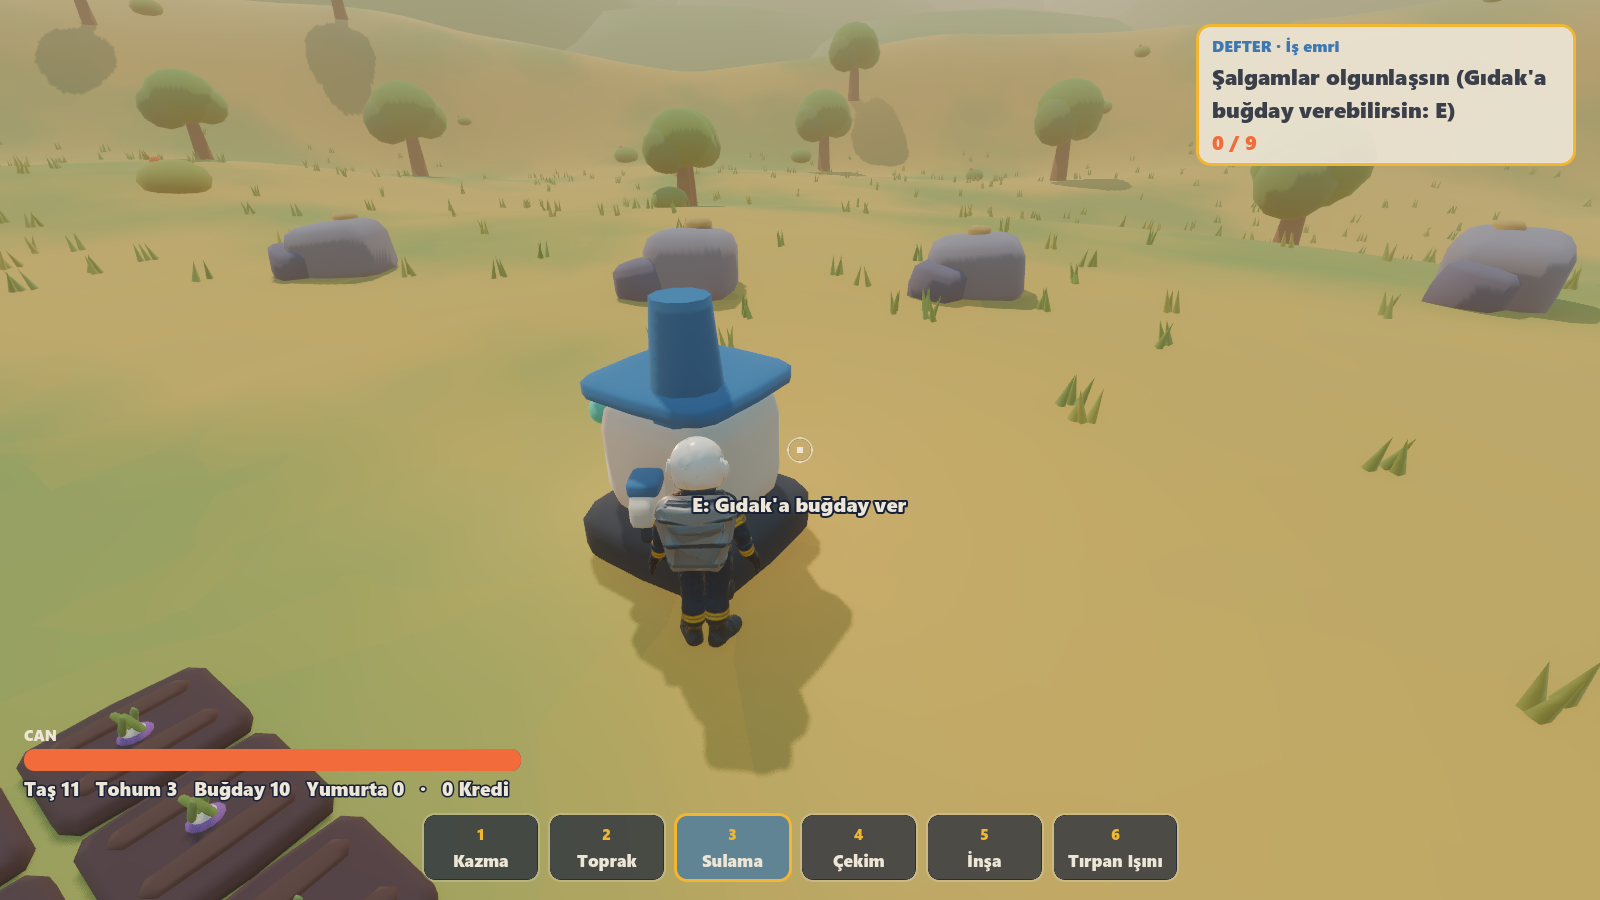 DEFTER · İş emri
Şalgamlar olgunlaşsın (Gıdak'a
buğday verebilirsin: E)
0 / 9
E: Gıdak'a buğday ver
CAN
Taş 11 Tohum 3 Buğday 10 Yumurta 0 · 0 Kredi
1 2 3 4 5 6
Kazma Toprak Sulama Çekim İnşa Tırpan Işını